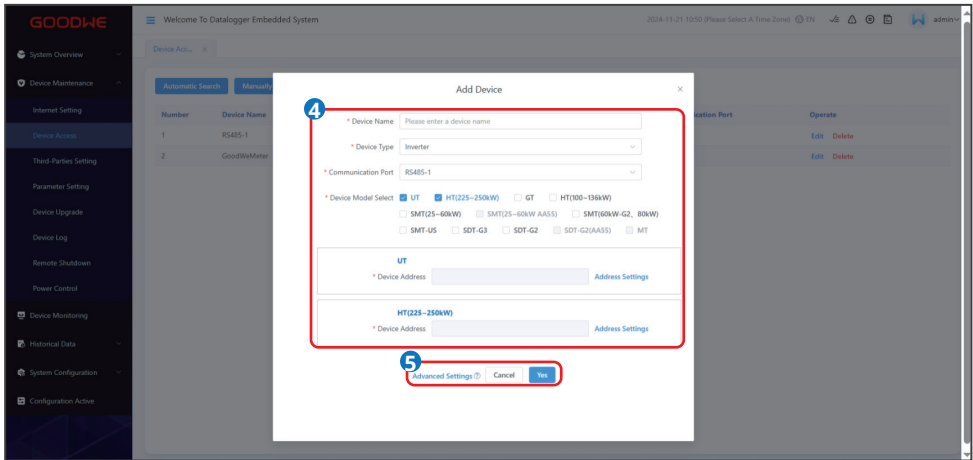 GOODWE
Welcome To Datalogger Embedded System
2024-11-21 10:50 (Please Select A Time Zone)
EN
admin
System Overview
Device Maintenance
Internet Setting
Device Access
Third-Parties Setting
Parameter Setting
Device Upgrade
Device Log
Remote Shutdown
Power Control
Device Monitoring
Historical Data
System Configuration
Configuration Active
Device Acc... ×
Automatic Search
Manually
Number Device Name
1 RS485-1
2 GoodWeMeter
ication Port Operate
Edit Delete
Edit Delete
Add Device ×
4
* Device Name Please enter a device name
* Device Type Inverter
* Communication Port RS485-1
* Device Model Select UT HT(225~250kW) GT HT(100~136kW)
SMT(25~60kW) SMT(25~60kW AA55) SMT(60kW-G2、80kW)
SMT-US SDT-G3 SDT-G2 SDT-G2(AA55) MT
UT
* Device Address Address Settings
HT(225~250kW)
* Device Address Address Settings
5
Advanced Settings ? Cancel Yes